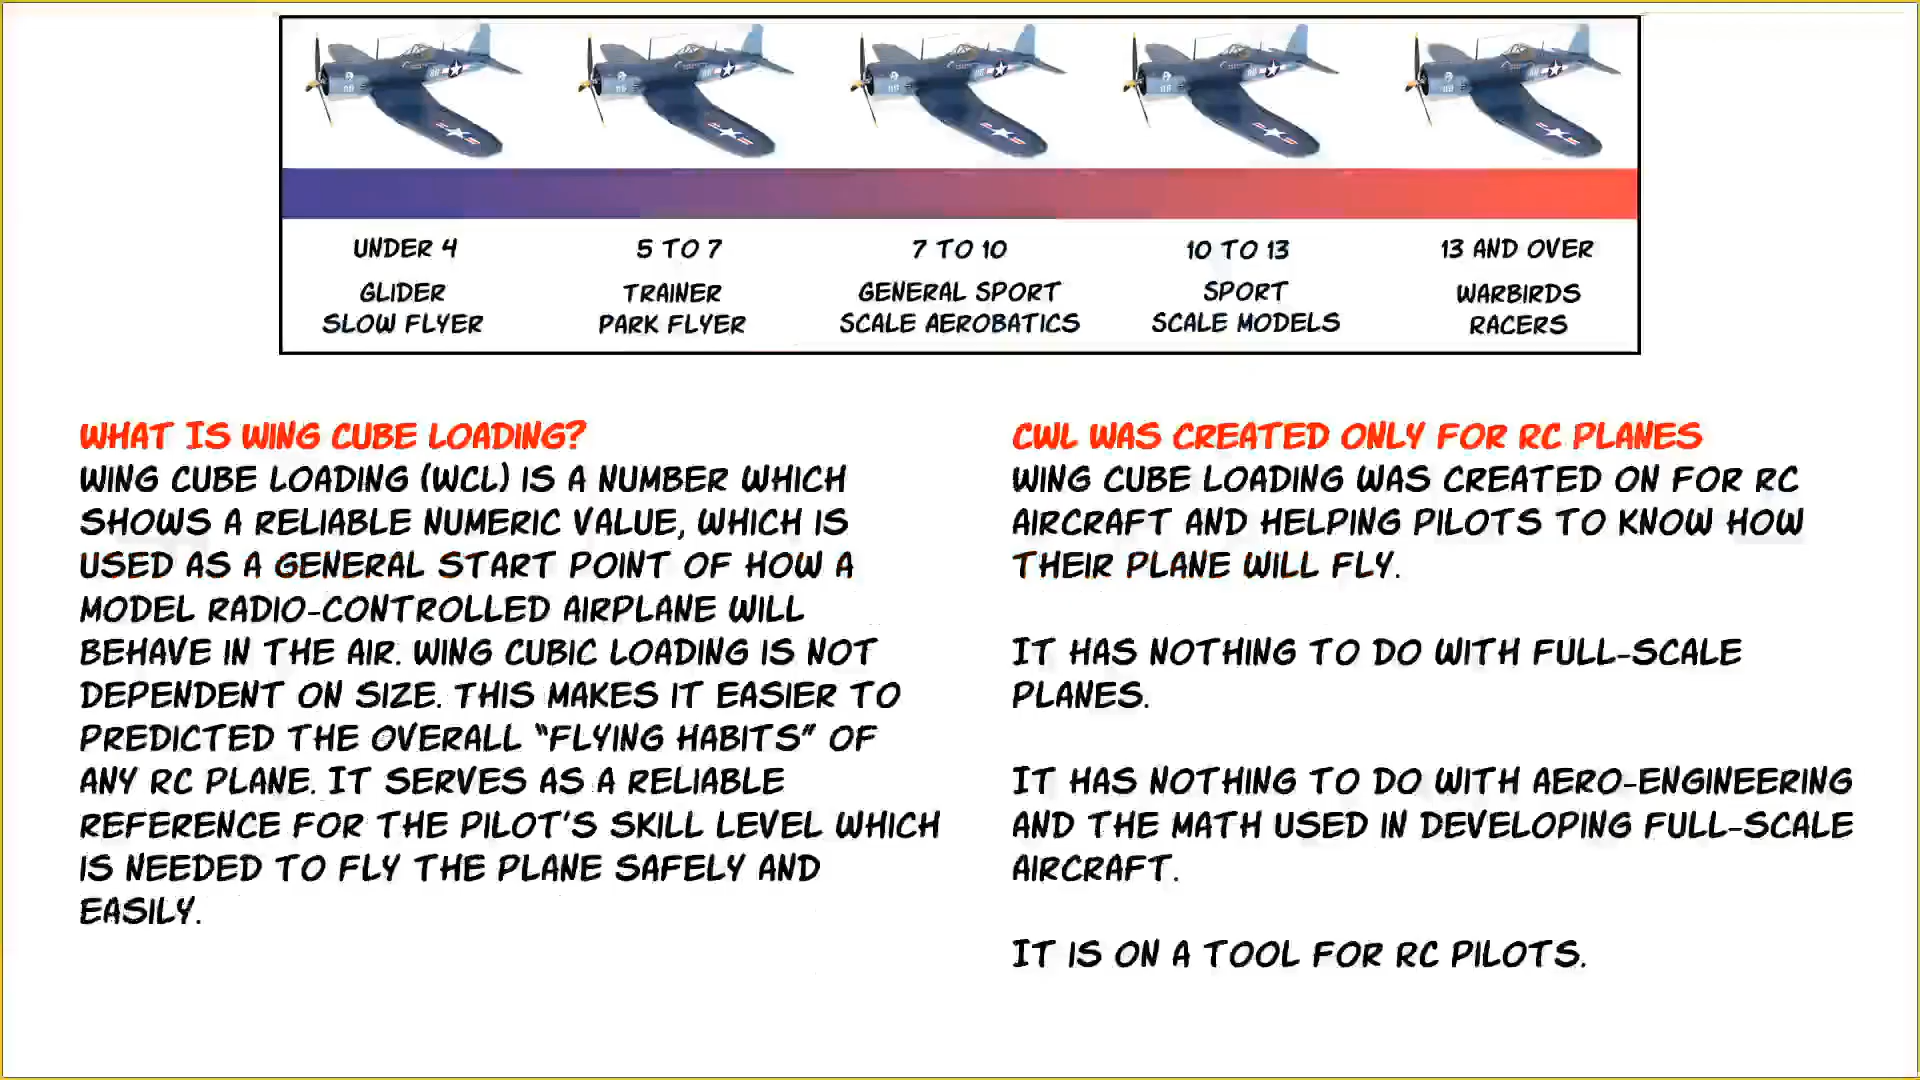 UNDER 4
5 TO 7
7 TO 10
10 TO 13
13 AND OVER
GLIDER
SLOW FLYER
TRAINER
PARK FLYER
GENERAL SPORT
SCALE AEROBATICS
SPORT
SCALE MODELS
WARBIRDS
RACERS
WHAT IS WING CUBE LOADING?
WING CUBE LOADING (WCL) IS A NUMBER WHICH
SHOWS A RELIABLE NUMERIC VALUE, WHICH IS
USED AS A GENERAL START POINT OF HOW A
MODEL RADIO-CONTROLLED AIRPLANE WILL
BEHAVE IN THE AIR. WING CUBIC LOADING IS NOT
DEPENDENT ON SIZE. THIS MAKES IT EASIER TO
PREDICTED THE OVERALL "FLYING HABITS" OF
ANY RC PLANE. IT SERVES AS A RELIABLE
REFERENCE FOR THE PILOT'S SKILL LEVEL WHICH
IS NEEDED TO FLY THE PLANE SAFELY AND
EASILY.
CWL WAS CREATED ONLY FOR RC PLANES
WING CUBE LOADING WAS CREATED ON FOR RC
AIRCRAFT AND HELPING PILOTS TO KNOW HOW
THEIR PLANE WILL FLY.
IT HAS NOTHING TO DO WITH FULL-SCALE
PLANES.
IT HAS NOTHING TO DO WITH AERO-ENGINEERING
AND THE MATH USED IN DEVELOPING FULL-SCALE
AIRCRAFT.
IT IS ON A TOOL FOR RC PILOTS.